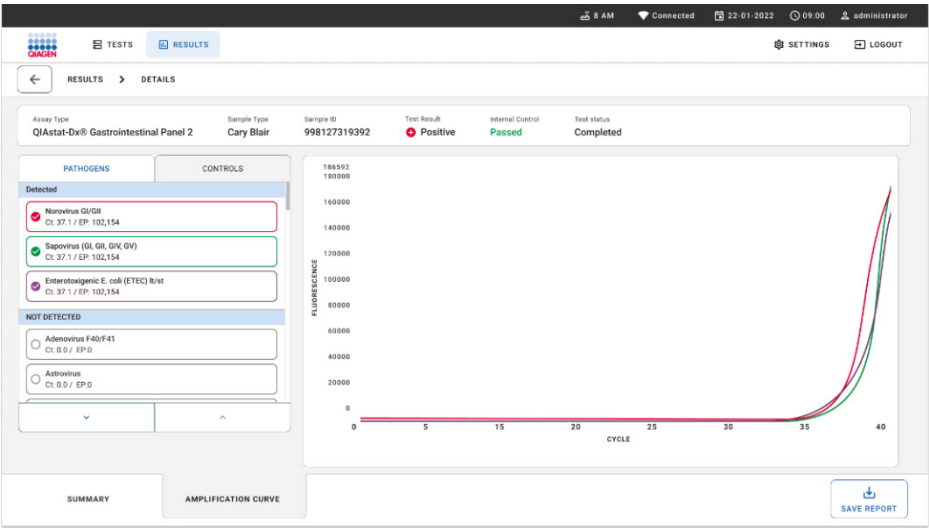 8 AM Connected 22-01-2022 09:00 administrator
QIAGEN TESTS RESULTS SETTINGS LOGOUT
RESULTS > DETAILS
Assay Type Sample Type Sample ID Test Result Internal Control Test status
QIAstat-Dx® Gastrointestinal Panel 2 Cary Blair 998127319392 Positive Passed Completed
PATHOGENS CONTROLS
Detected
Norovirus GI/GII
Ct: 37.1 / EP: 102,154
Sapovirus (GI, GII, GIV, GV)
Ct: 37.1 / EP: 102,154
Enterotoxigenic E. coli (ETEC) lt/st
Ct: 37.1 / EP: 102,154
NOT DETECTED
Adenovirus F40/F41
Ct: 0.0 / EP:0
Astrovirus
Ct: 0.0 / EP:0
186592
180000
160000
140000
120000
100000
80000
60000
40000
20000
0
FLUORESCENCE
0 5 15 20 25 30 35 40
CYCLE
SUMMARY AMPLIFICATION CURVE
SAVE REPORT